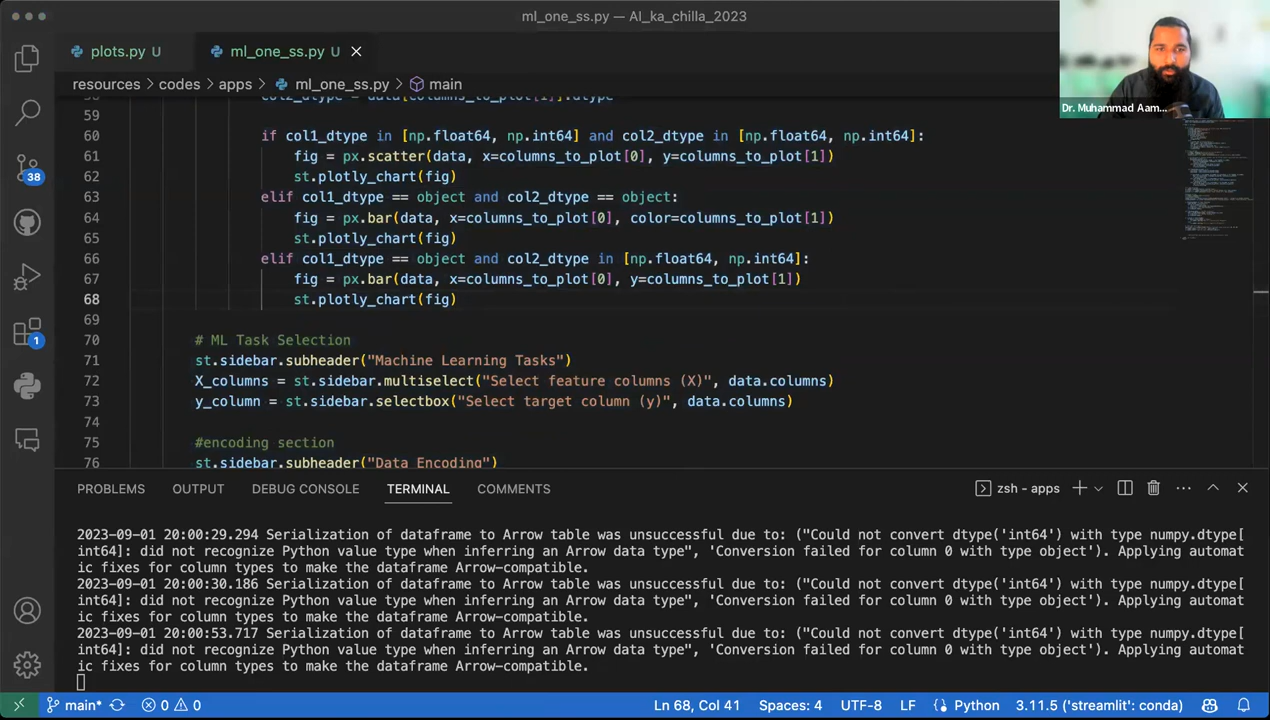 ml_one_ss.py — AI_ka_chilla_2023
plots.py U
ml_one_ss.py U
resources > codes > apps > ml_one_ss.py > main
Dr. Muhammad Aam...
col2_dtype = data[columns_to_plot[1]].dtype
59
60 if col1_dtype in [np.float64, np.int64] and col2_dtype in [np.float64, np.int64]:
61 fig = px.scatter(data, x=columns_to_plot[0], y=columns_to_plot[1])
62 st.plotly_chart(fig)
63 elif col1_dtype == object and col2_dtype == object:
64 fig = px.bar(data, x=columns_to_plot[0], color=columns_to_plot[1])
65 st.plotly_chart(fig)
66 elif col1_dtype == object and col2_dtype in [np.float64, np.int64]:
67 fig = px.bar(data, x=columns_to_plot[0], y=columns_to_plot[1])
68 st.plotly_chart(fig)
69
70 # ML Task Selection
71 st.sidebar.subheader("Machine Learning Tasks")
72 X_columns = st.sidebar.multiselect("Select feature columns (X)", data.columns)
73 y_column = st.sidebar.selectbox("Select target column (y)", data.columns)
74
75 #encoding section
76 st.sidebar.subheader("Data Encoding")
38
1
PROBLEMS OUTPUT DEBUG CONSOLE TERMINAL COMMENTS
zsh - apps
2023-09-01 20:00:29.294 Serialization of dataframe to Arrow table was unsuccessful due to: ("Could not convert dtype('int64') with type numpy.dtype[
int64]: did not recognize Python value type when inferring an Arrow data type", 'Conversion failed for column 0 with type object'). Applying automat
ic fixes for column types to make the dataframe Arrow-compatible.
2023-09-01 20:00:30.186 Serialization of dataframe to Arrow table was unsuccessful due to: ("Could not convert dtype('int64') with type numpy.dtype[
int64]: did not recognize Python value type when inferring an Arrow data type", 'Conversion failed for column 0 with type object'). Applying automat
ic fixes for column types to make the dataframe Arrow-compatible.
2023-09-01 20:00:53.717 Serialization of dataframe to Arrow table was unsuccessful due to: ("Could not convert dtype('int64') with type numpy.dtype[
int64]: did not recognize Python value type when inferring an Arrow data type", 'Conversion failed for column 0 with type object'). Applying automat
ic fixes for column types to make the dataframe Arrow-compatible.
main* 0 0 Ln 68, Col 41 Spaces: 4 UTF-8 LF Python 3.11.5 ('streamlit': conda)